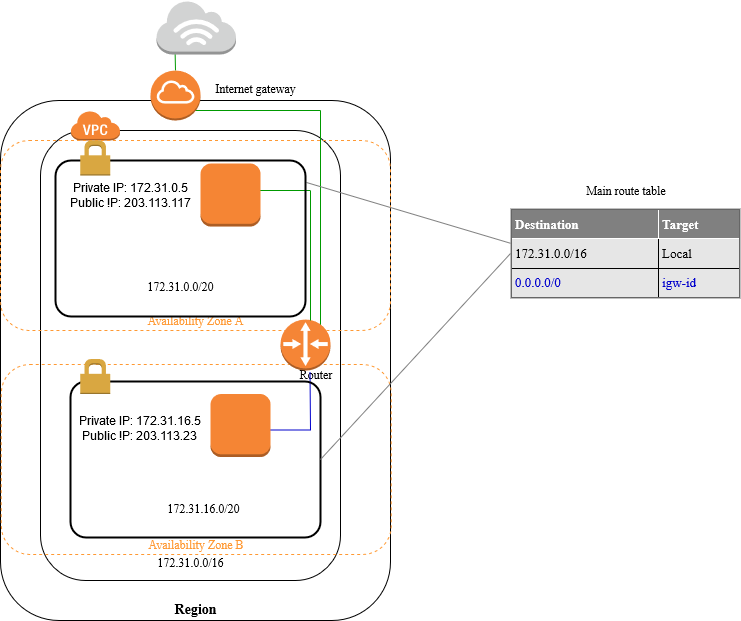 Internet gateway
VPC
Private IP: 172.31.0.5
Public !P: 203.113.117
172.31.0.0/20
Availability Zone A
Router
Private IP: 172.31.16.5
Public !P: 203.113.23
172.31.16.0/20
Availability Zone B
172.31.0.0/16
Region
Main route table
Destination Target
172.31.0.0/16 Local
0.0.0.0/0 igw-id